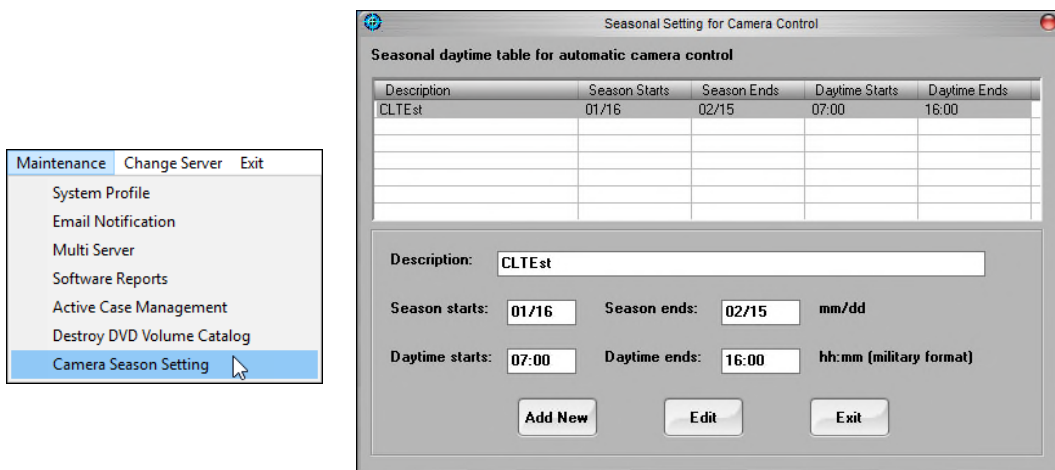 Maintenance Change Server Exit
System Profile
Email Notification
Multi Server
Software Reports
Active Case Management
Destroy DVD Volume Catalog
Camera Season Setting
Seasonal Setting for Camera Control
Seasonal daytime table for automatic camera control
Description Season Starts Season Ends Daytime Starts Daytime Ends
CLTEst 01/16 02/15 07:00 16:00
Description: CLTEst
Season starts: 01/16 Season ends: 02/15 mm/dd
Daytime starts: 07:00 Daytime ends: 16:00 hh:mm (military format)
Add New Edit Exit